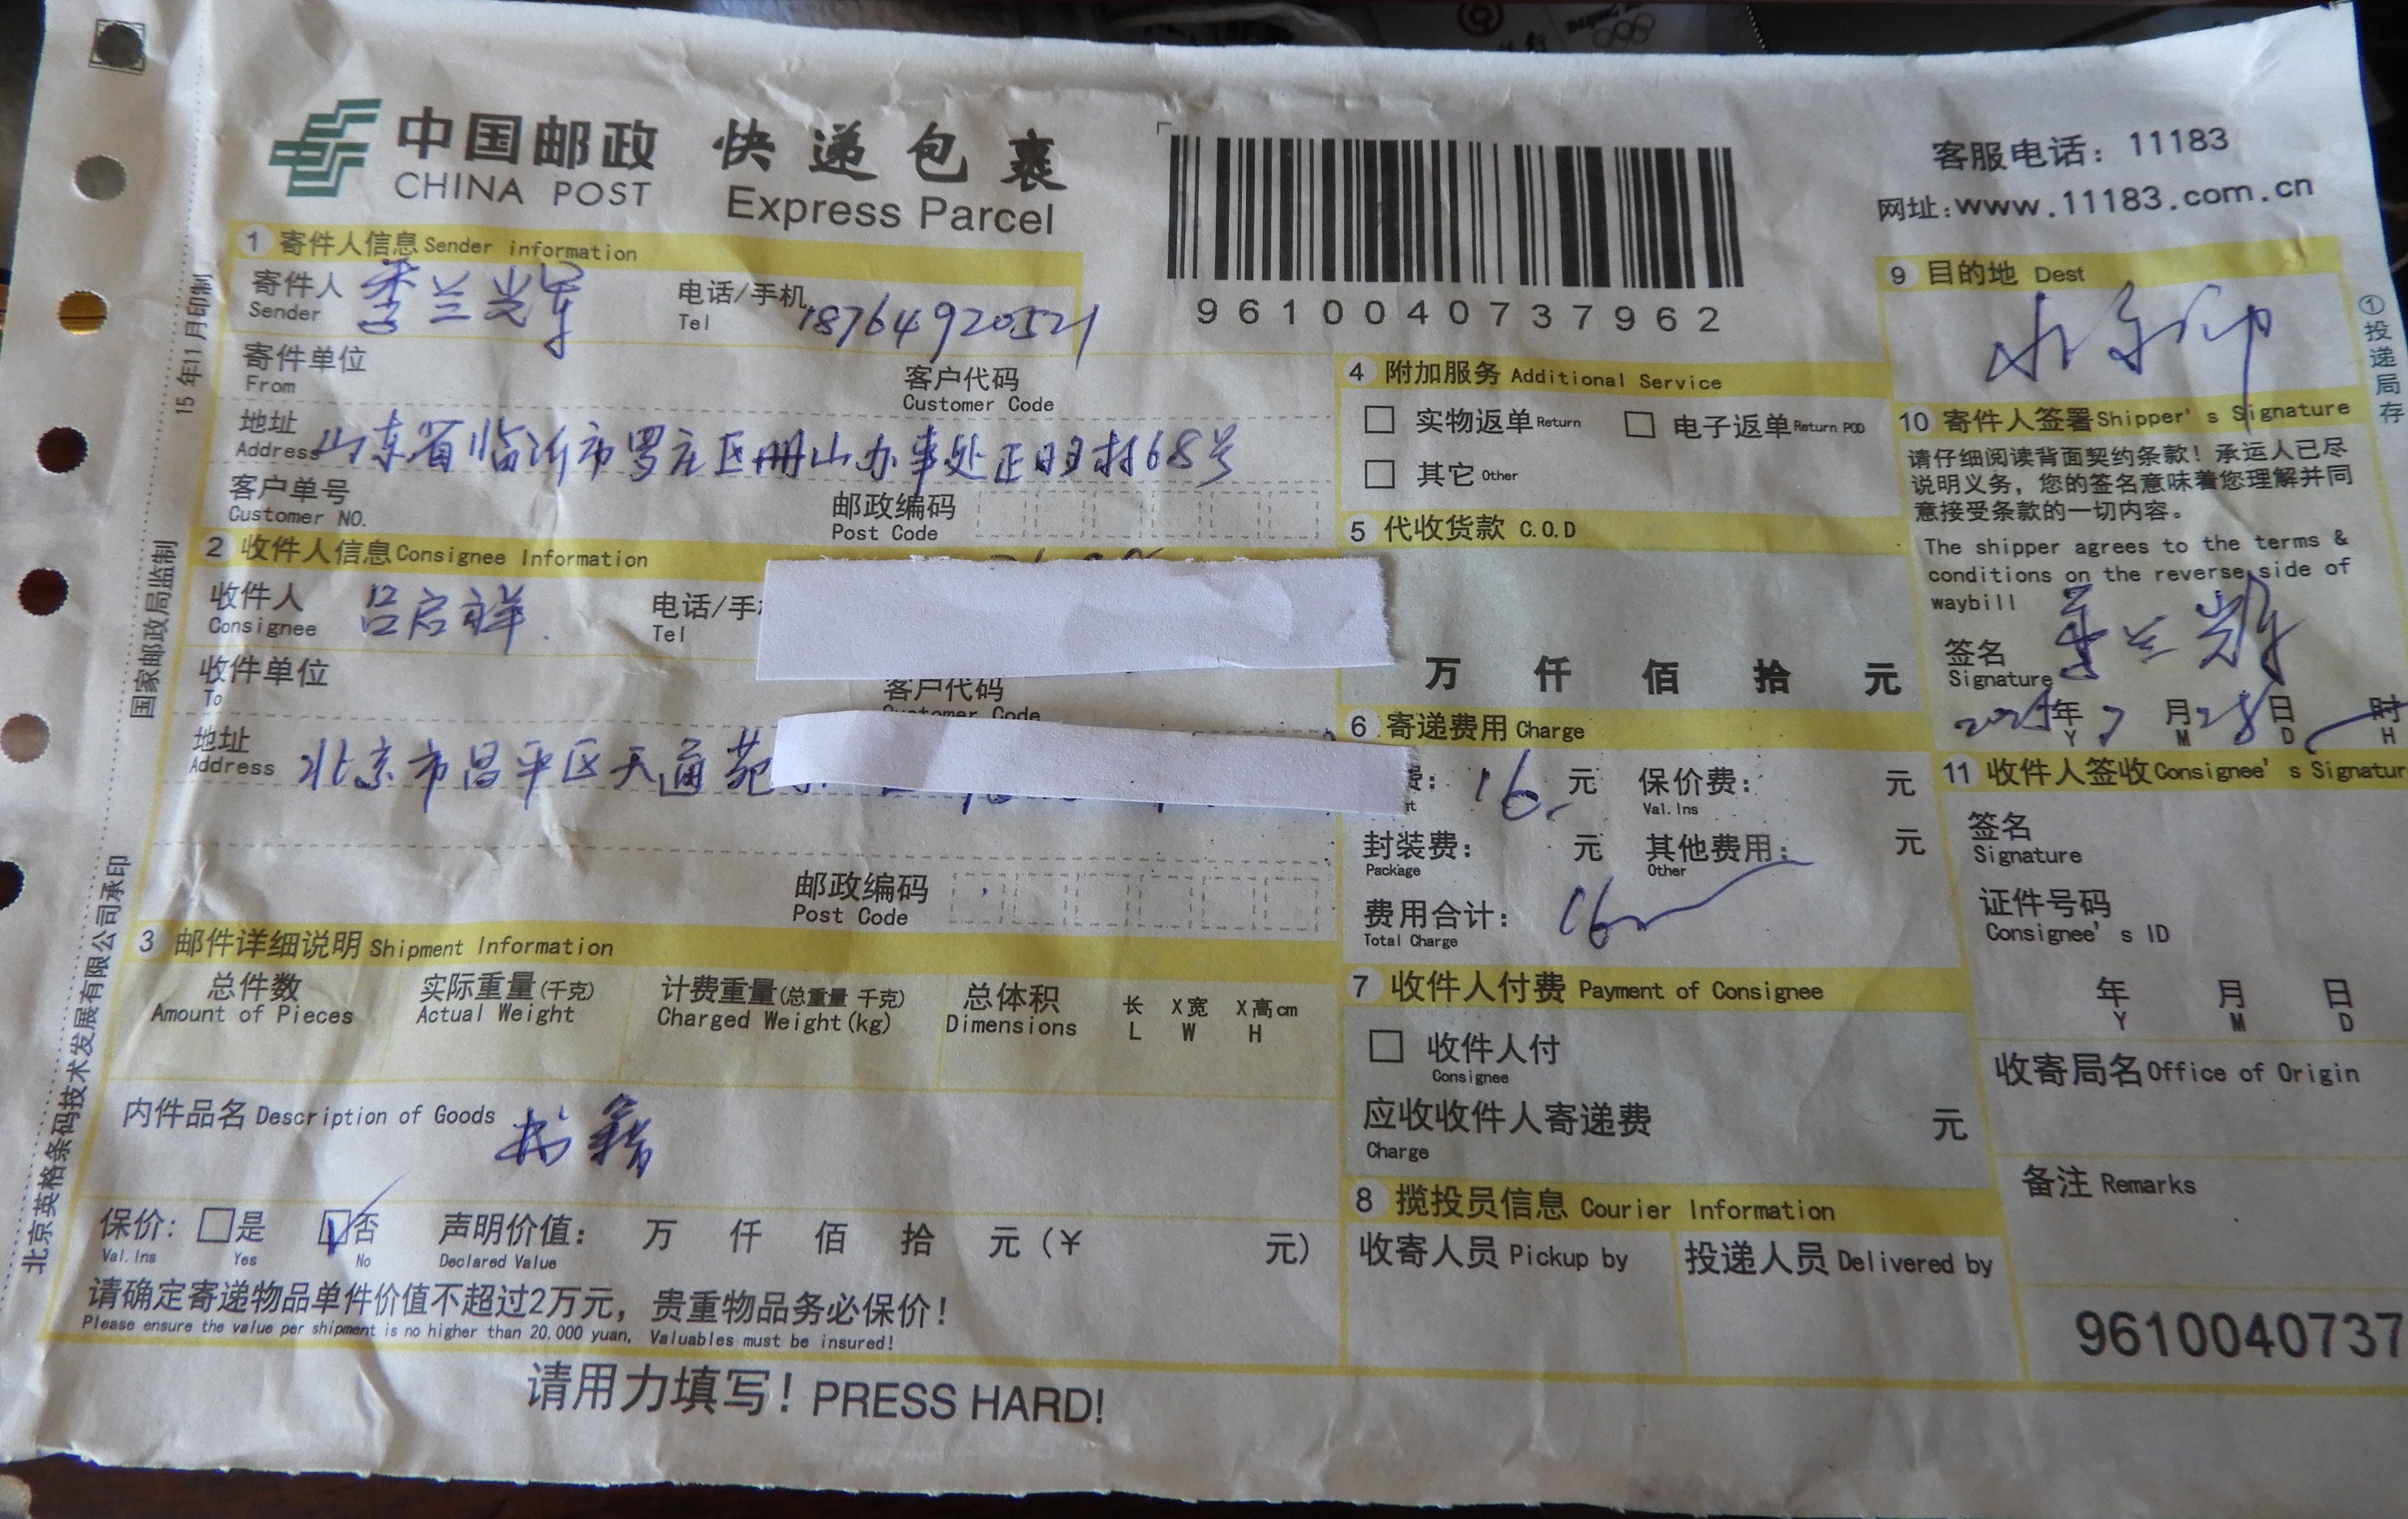 中国邮政 快递包裹
CHINA POST Express Parcel
9610040737962
客服电话：11183
网址：www.11183.com.cn
1 寄件人信息 Sender information
寄件人 季兰光军 电话/手机 18764920521
Sender Tel
寄件单位 客户代码
From Customer Code
地址 山东省临沂市罗庄区册山办事处正明村68号
Address
客户单号 邮政编码
Customer NO. Post Code
2 收件人信息 Consignee Information
收件人 吕启祥 电话/手
Consignee Tel
收件单位 客户代码
To Customer Code
地址 北京市昌平区天通苑
Address
邮政编码
Post Code
3 邮件详细说明 Shipment Information
总件数 实际重量(千克) 计费重量(总重量 千克) 总体积 长 X宽 X高cm
Amount of Pieces Actual Weight Charged Weight(kg) Dimensions L W H
内件品名 Description of Goods 书籍
保价: 是 否 声明价值: 万 仟 佰 拾 元(¥ 元)
Val.Ins Yes No Declared Value
请确定寄递物品单件价值不超过2万元，贵重物品务必保价！
Please ensure the value per shipment is no higher than 20,000 yuan, Valuables must be insured!
请用力填写！PRESS HARD!
4 附加服务 Additional Service
实物返单 Return 电子返单 Return POD
其它 Other
5 代收货款 C.O.D
万 仟 佰 拾 元
6 寄递费用 Charge
费: 16. 元 保价费: 元
Val.Ins
封装费: 元 其他费用: 元
Package Other
费用合计: 16
Total Charge
7 收件人付费 Payment of Consignee
收件人付
Consignee
应收收件人寄递费 元
Charge
8 揽投员信息 Courier Information
收寄人员 Pickup by 投递人员 Delivered by
9 目的地 Dest
10 寄件人签署 Shipper's Signature
请仔细阅读背面契约条款！承运人已尽
说明义务，您的签名意味着您理解并同
意接受条款的一切内容。
The shipper agrees to the terms &
conditions on the reverse side of
waybill
签名
Signature
年 7 月 28 日 时
Y M D H
11 收件人签收 Consignee's Signatur
签名
Signature
证件号码
Consignee's ID
年 月 日
Y M D
收寄局名 Office of Origin
备注 Remarks
9610040737
①投递局存
15年11月印制
国家邮政局监制
北京英格条码技术发展有限公司承印